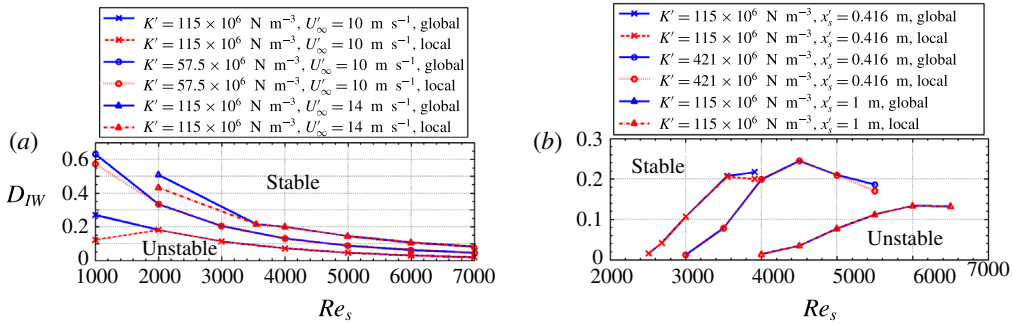 K′ = 115 × 10⁶ N m⁻³, U′∞ = 10 m s⁻¹, global
K′ = 115 × 10⁶ N m⁻³, U′∞ = 10 m s⁻¹, local
K′ = 57.5 × 10⁶ N m⁻³, U′∞ = 10 m s⁻¹, global
K′ = 57.5 × 10⁶ N m⁻³, U′∞ = 10 m s⁻¹, local
K′ = 115 × 10⁶ N m⁻³, U′∞ = 14 m s⁻¹, global
K′ = 115 × 10⁶ N m⁻³, U′∞ = 14 m s⁻¹, local
(a)
0.6
0.4
0.2
0
D_IW
Stable
Unstable
1000 2000 3000 4000 5000 6000 7000
Re_s
K′ = 115 × 10⁶ N m⁻³, x′_s = 0.416 m, global
K′ = 115 × 10⁶ N m⁻³, x′_s = 0.416 m, local
K′ = 421 × 10⁶ N m⁻³, x′_s = 0.416 m, global
K′ = 421 × 10⁶ N m⁻³, x′_s = 0.416 m, local
K′ = 115 × 10⁶ N m⁻³, x′_s = 1 m, global
K′ = 115 × 10⁶ N m⁻³, x′_s = 1 m, local
(b)
0.3
0.2
0.1
0
Stable
Unstable
2000 3000 4000 5000 6000 7000
Re_s